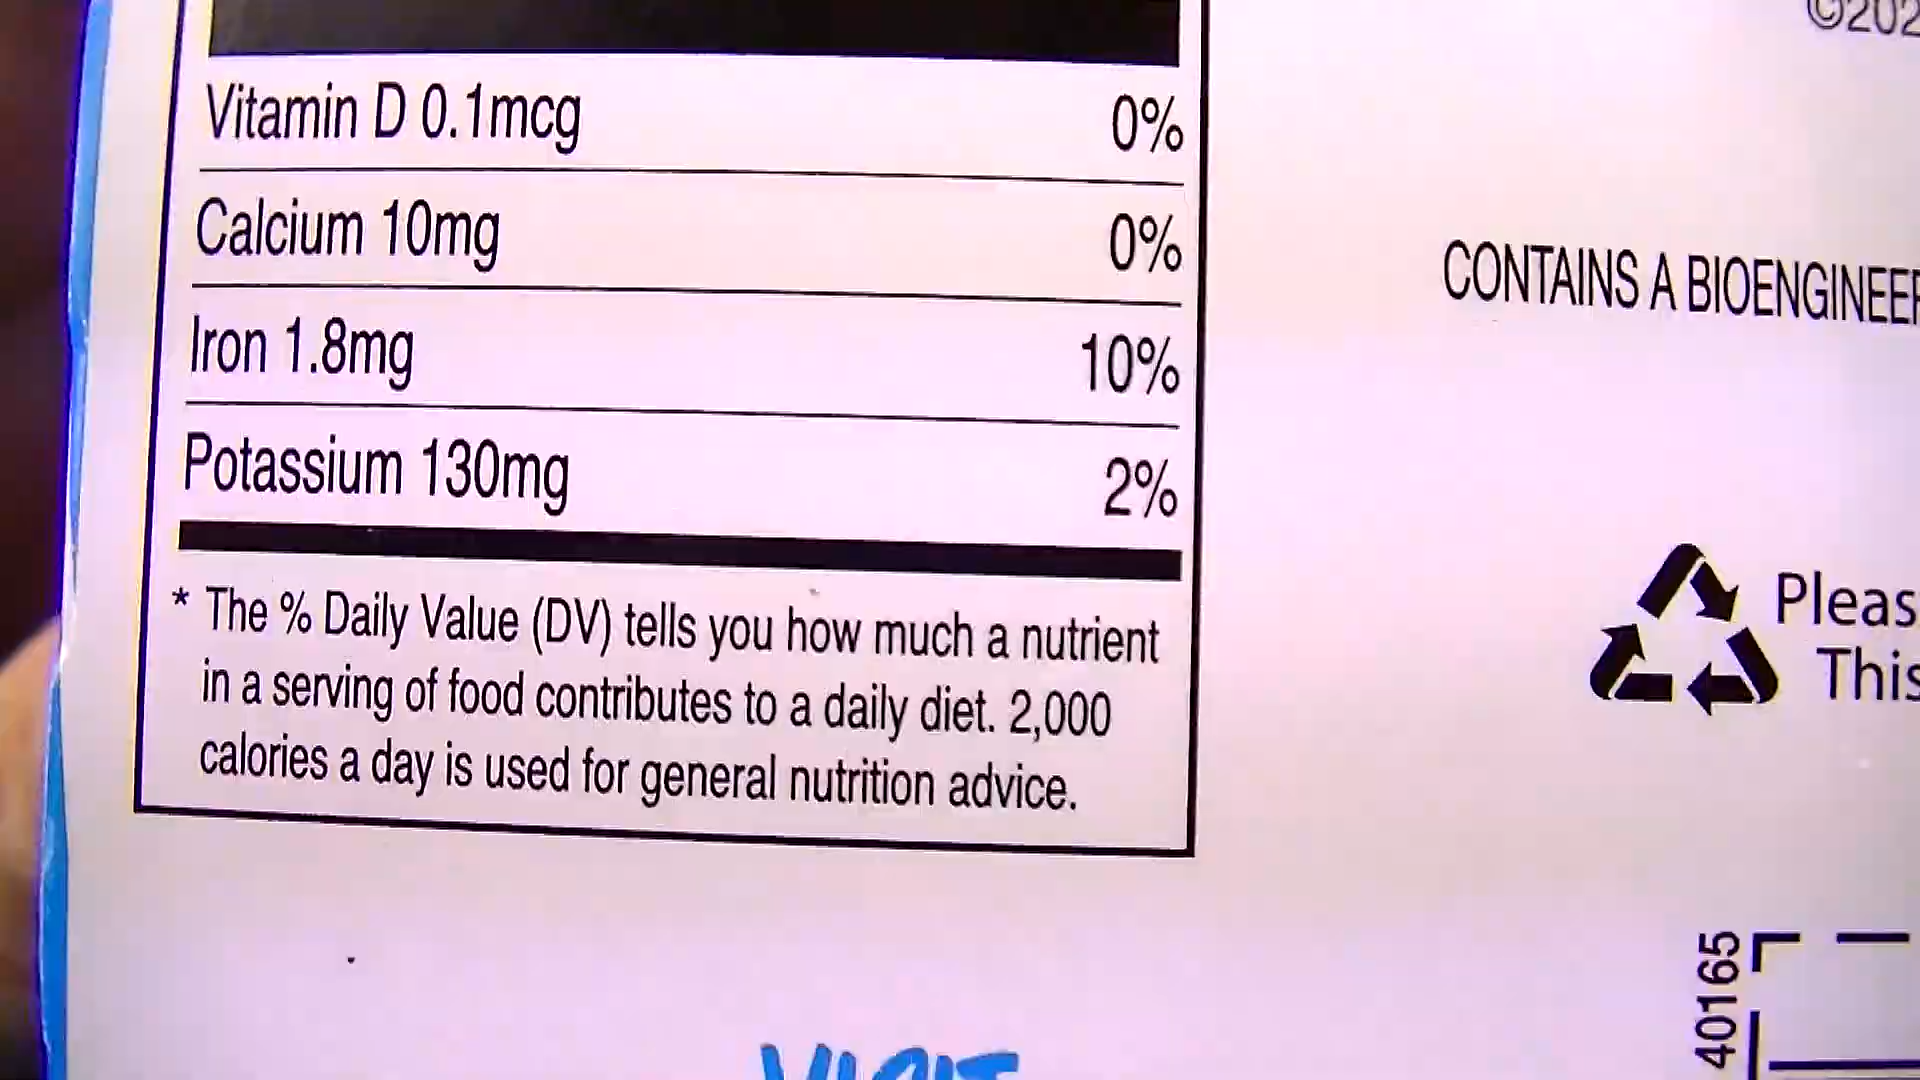 Vitamin D 0.1mcg 0%
Calcium 10mg 0%
Iron 1.8mg 10%
Potassium 130mg 2%
* The % Daily Value (DV) tells you how much a nutrient
in a serving of food contributes to a daily diet. 2,000
calories a day is used for general nutrition advice.
VISIT
CONTAINS A
This
40165